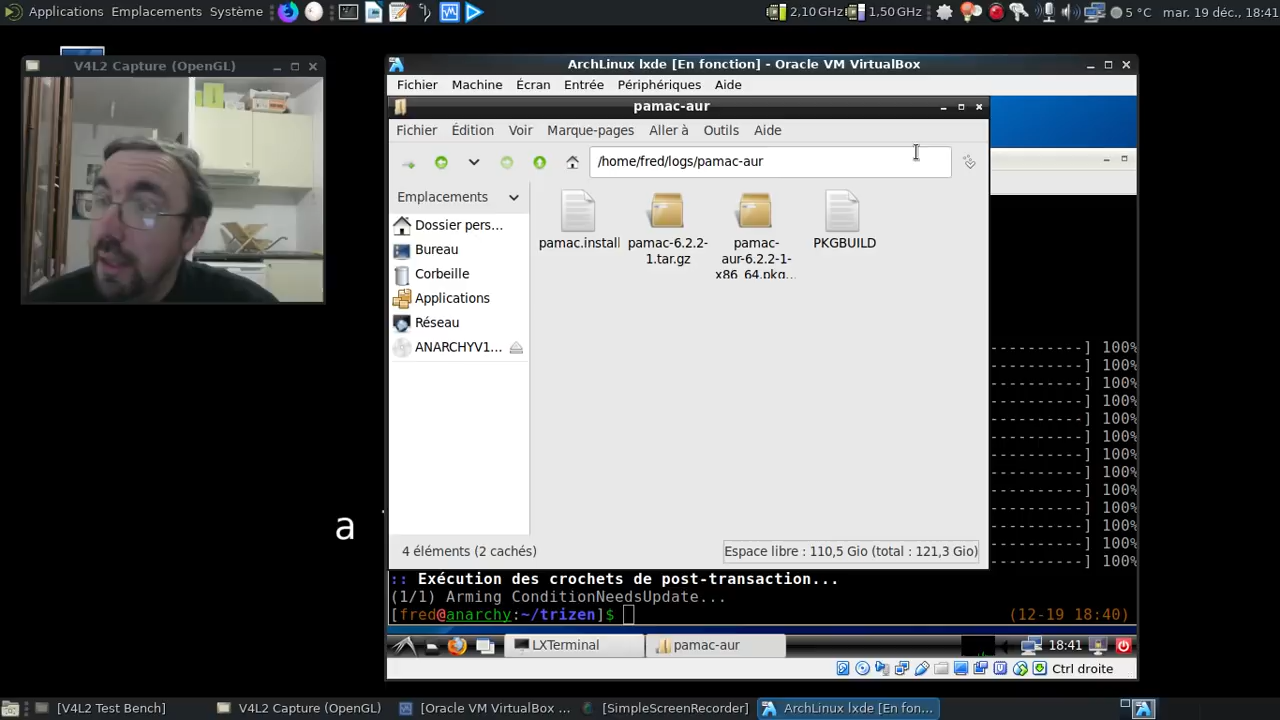 Applications Emplacements Système
2,10 GHz 1,50 GHz 5 °C mar. 19 déc., 18:41
V4L2 Capture (OpenGL)
ArchLinux lxde [En fonction] - Oracle VM VirtualBox
Fichier Machine Écran Entrée Périphériques Aide
pamac-aur
Fichier Édition Voir Marque-pages Aller à Outils Aide
/home/fred/logs/pamac-aur
Emplacements
Dossier pers...
Bureau
Corbeille
Applications
Réseau
ANARCHYV1...
pamac.install
pamac-6.2.2-
1.tar.gz
pamac-
aur-6.2.2-1-
x86_64.pkg...
PKGBUILD
----------] 100%
----------] 100%
----------] 100%
----------] 100%
----------] 100%
----------] 100%
----------] 100%
----------] 100%
----------] 100%
----------] 100%
----------] 100%
----------] 100%
----------] 100%
a
4 éléments (2 cachés) Espace libre : 110,5 Gio (total : 121,3 Gio)
:: Exécution des crochets de post-transaction...
(1/1) Arming ConditionNeedsUpdate...
[fred@anarchy:~/trizen]$ (12-19 18:40)
LXTerminal pamac-aur 18:41
Ctrl droite
[V4L2 Test Bench] V4L2 Capture (OpenGL) [Oracle VM VirtualBox ... [SimpleScreenRecorder] ArchLinux lxde [En fon...